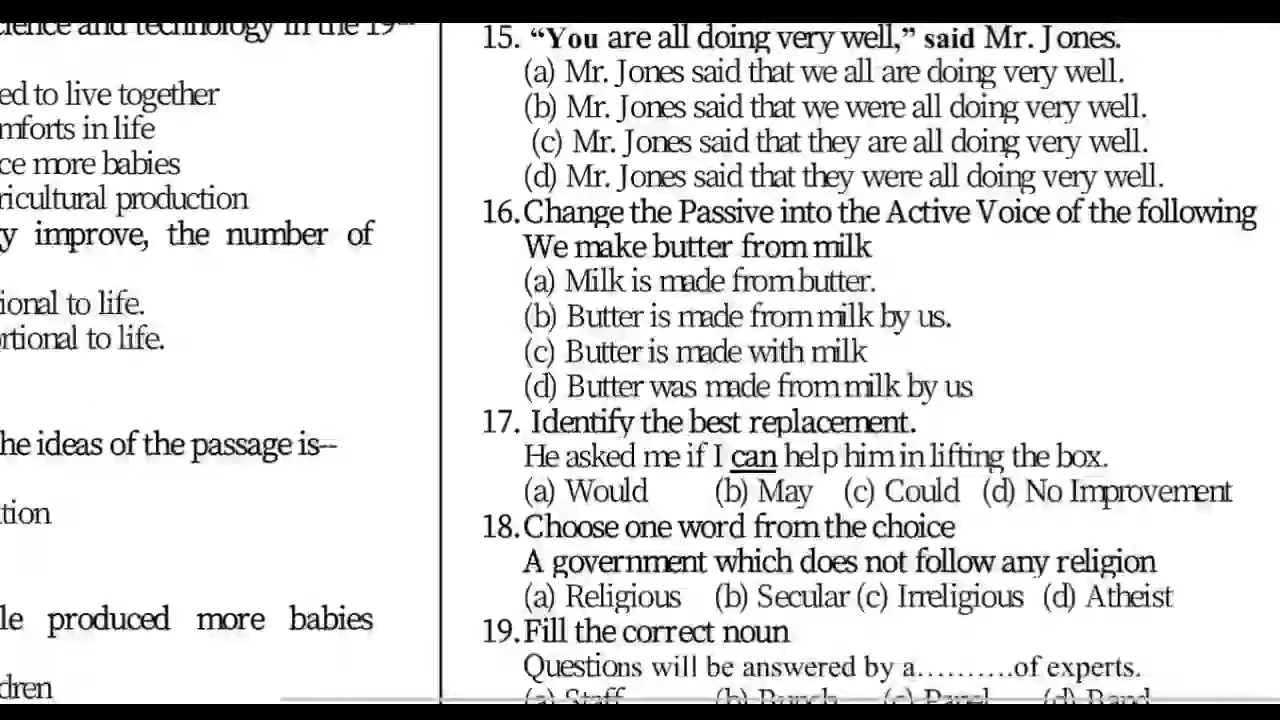 cience and technology in the 19th
ed to live together
mforts in life
ce more babies
ricultural production
y improve, the number of
ional to life.
rtional to life.
he ideas of the passage is--
tion
le produced more babies
dren
15. “You are all doing very well,” said Mr. Jones.
(a) Mr. Jones said that we all are doing very well.
(b) Mr. Jones said that we were all doing very well.
(c) Mr. Jones said that they are all doing very well.
(d) Mr. Jones said that they were all doing very well.
16. Change the Passive into the Active Voice of the following
We make butter from milk
(a) Milk is made from butter.
(b) Butter is made from milk by us.
(c) Butter is made with milk
(d) Butter was made from milk by us
17. Identify the best replacement.
He asked me if I can help him in lifting the box.
(a) Would (b) May (c) Could (d) No Improvement
18. Choose one word from the choice
A government which does not follow any religion
(a) Religious (b) Secular (c) Irreligious (d) Atheist
19. Fill the correct noun
Questions will be answered by a……….of experts.
(a) Staff (b) Bunch (c) Panel (d) Band